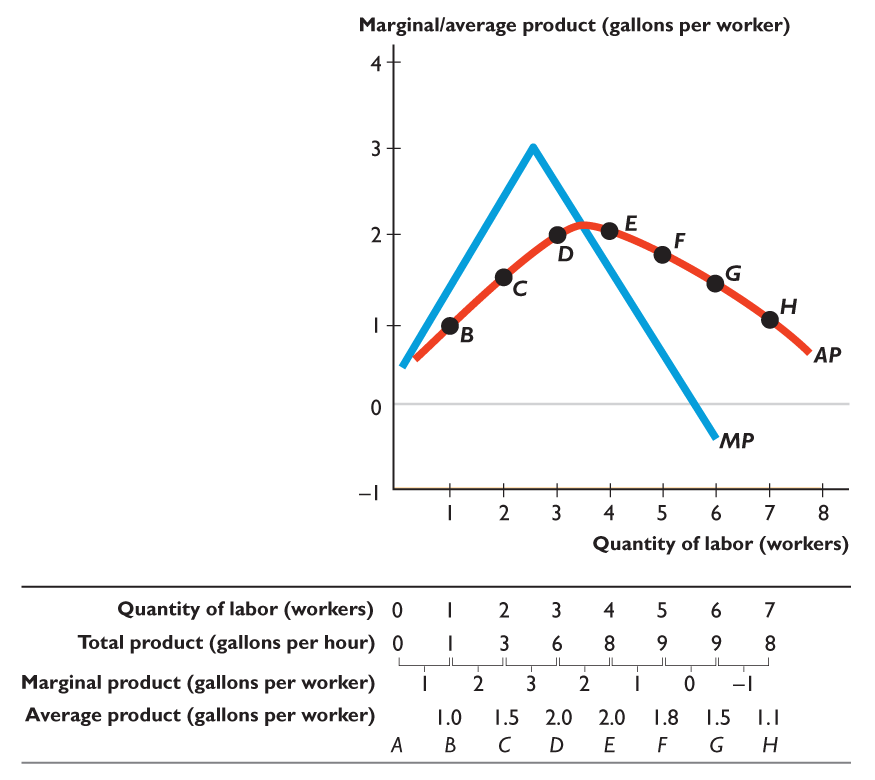 Marginal/average product (gallons per worker)
4
3
2
1
0
–1
B
C
D
E
F
G
H
AP
MP
1 2 3 4 5 6 7 8
Quantity of labor (workers)
Quantity of labor (workers) 0 1 2 3 4 5 6 7
Total product (gallons per hour) 0 1 3 6 8 9 9 8
Marginal product (gallons per worker) 1 2 3 2 1 0 –1
Average product (gallons per worker) 1.0 1.5 2.0 2.0 1.8 1.5 1.1
A B C D E F G H